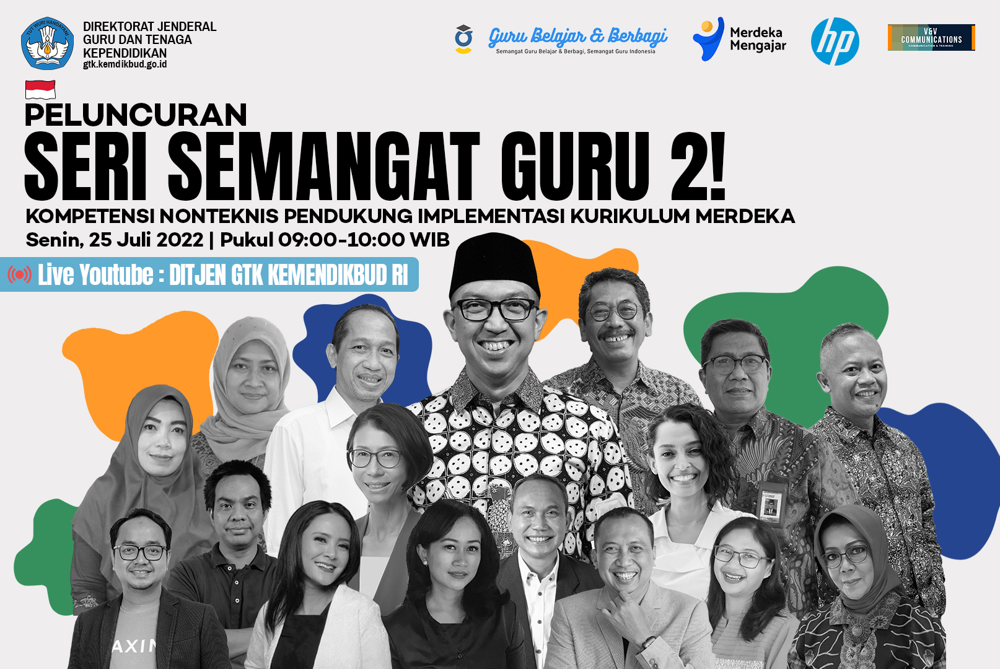 TUT WURI HANDAYANI
DIREKTORAT JENDERAL
GURU DAN TENAGA
KEPENDIDIKAN
gtk.kemdikbud.go.id
Guru Belajar & Berbagi
Semangat Guru Belajar & Berbagi, Semangat Guru Indonesia
Merdeka
Mengajar
hp
V&V
COMMUNICATIONS
COMMUNICATION & TRAINING
PELUNCURAN
SERI SEMANGAT GURU 2!
KOMPETENSI NONTEKNIS PENDUKUNG IMPLEMENTASI KURIKULUM MERDEKA
Senin, 25 Juli 2022 | Pukul 09:00-10:00 WIB
Live Youtube : DITJEN GTK KEMENDIKBUD RI
AXIN